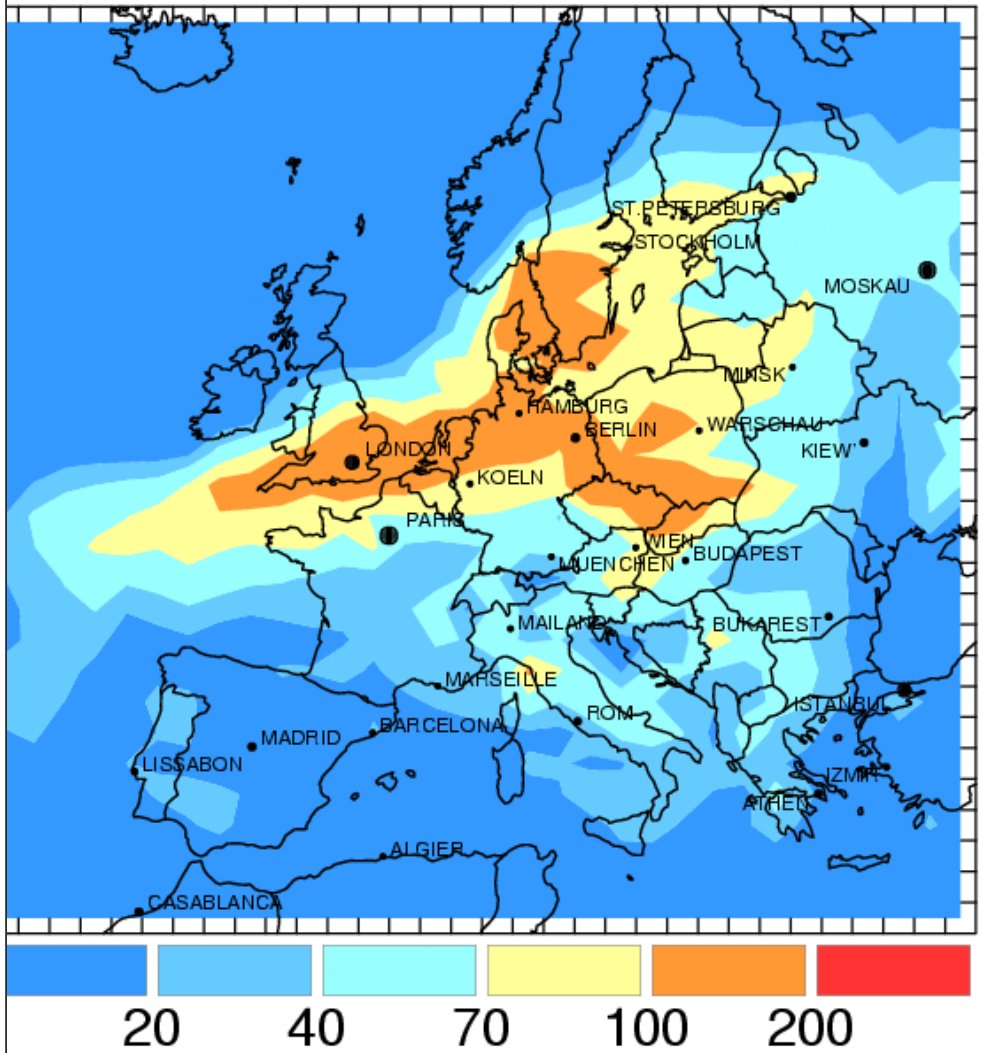 ST.PETERSBURG
STOCKHOLM
MOSKAU
MINSK
HAMBURG
WARSCHAU
BERLIN
KIEW'
LONDON
KOELN
PARIS
WIEN
BUDAPEST
MUENCHEN
MAILAND
BUKAREST
MARSEILLE
ISTANBUL
ROM
BARCELONA
MADRID
LISSABON
IZMIR
ATHEN
ALGIER
CASABLANCA
20 40 70 100 200